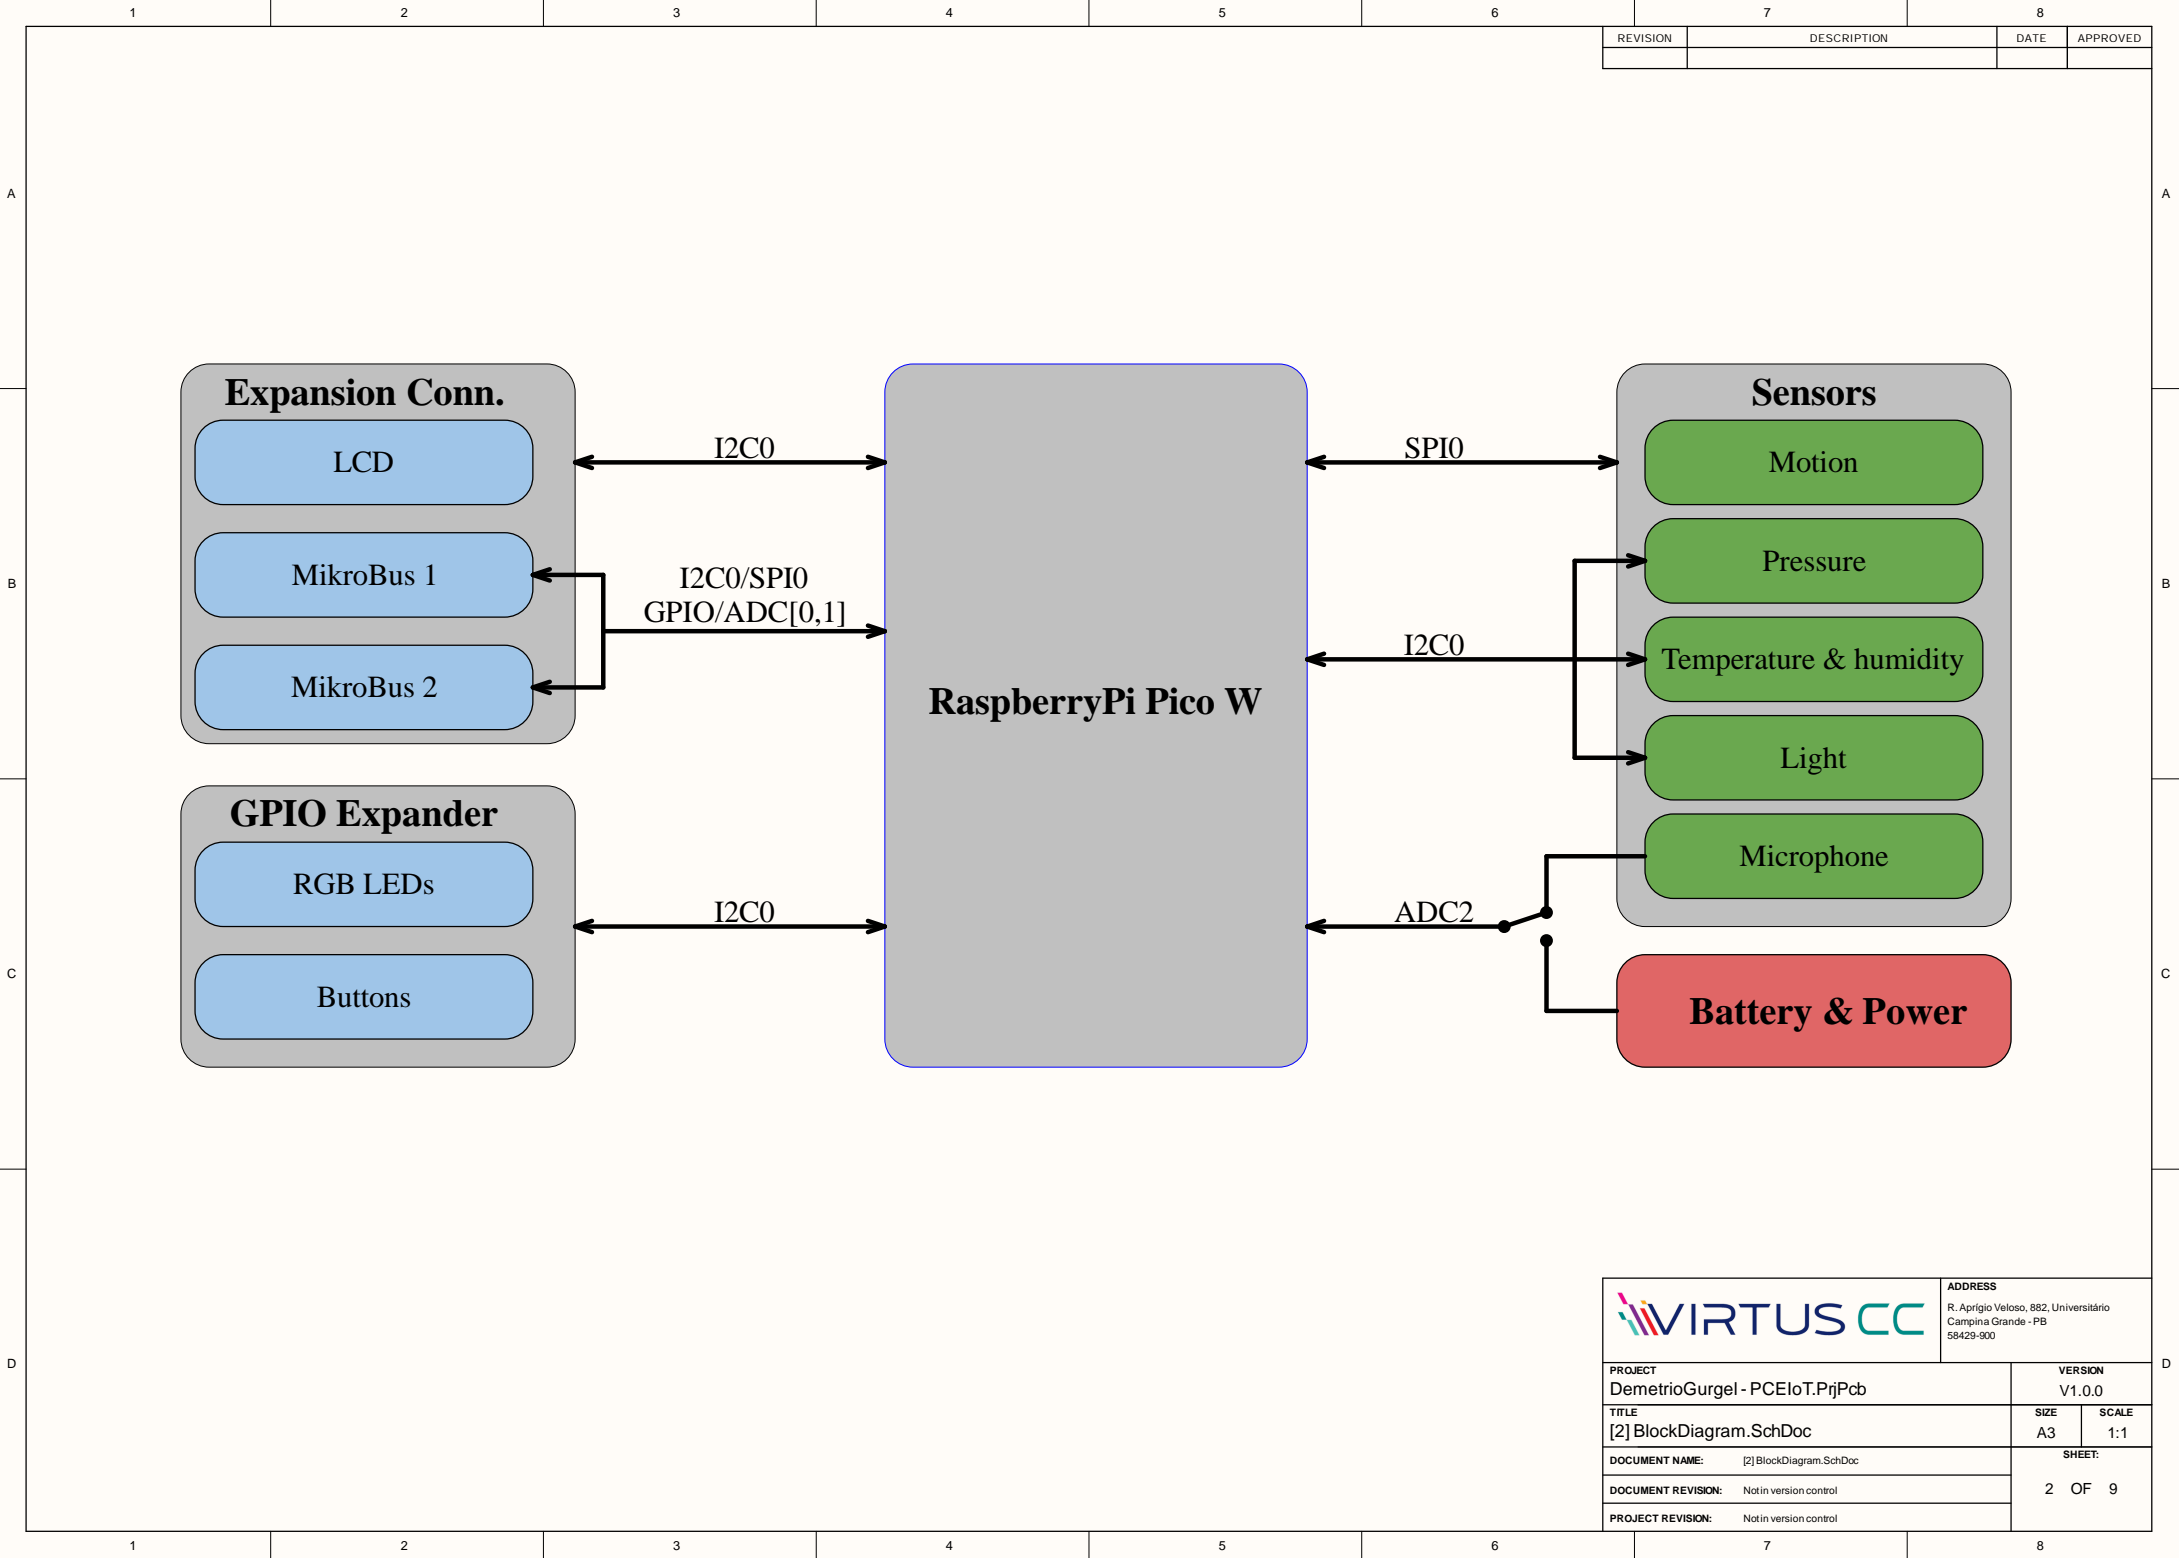 1 2 3 4 5 6 7 8
REVISION DESCRIPTION DATE APPROVED
A A
Expansion Conn.
LCD
MikroBus 1
MikroBus 2
I2C0
I2C0/SPI0
GPIO/ADC[0,1]
GPIO Expander
RGB LEDs
Buttons
I2C0
RaspberryPi Pico W
SPI0
I2C0
ADC2
Sensors
Motion
Pressure
Temperature & humidity
Light
Microphone
Battery & Power
B B
C C
D D
VIRTUS CC
ADDRESS
R. Aprígio Veloso, 882, Universitário
Campina Grande - PB
58429-900
PROJECT
DemetrioGurgel - PCEIoT.PrjPcb
VERSION
V1.0.0
TITLE
[2] BlockDiagram.SchDoc
SIZE
A3
SCALE
1:1
DOCUMENT NAME: [2] BlockDiagram.SchDoc
SHEET:
2 OF 9
DOCUMENT REVISION: Not in version control
PROJECT REVISION: Not in version control
1 2 3 4 5 6 7 8